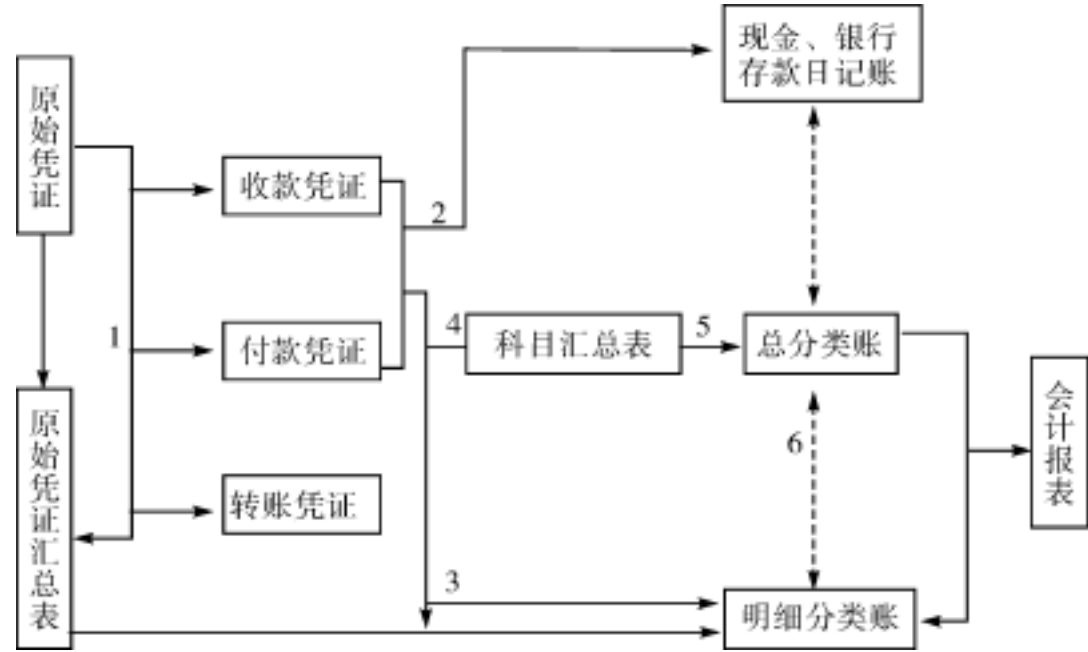 现金、银行
存款日记账
原始凭证
收款凭证
2
1
付款凭证
4
科目汇总表
5
总分类账
会计报表
原始凭证汇总表
6
转账凭证
3
明细分类账